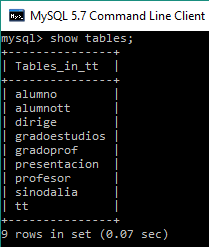 MySQL 5.7 Command Line Client
mysql> show tables;
+---------------+
| Tables_in_tt |
+---------------+
| alumno |
| alumnott |
| dirige |
| gradoestudios |
| gradoprof |
| presentacion |
| profesor |
| sinodalia |
| tt |
+---------------+
9 rows in set (0.07 sec)